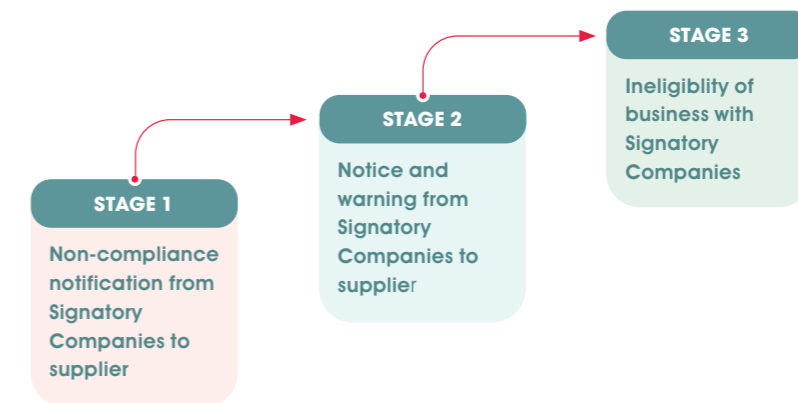 STAGE 1
Non-compliance
notification from
Signatory
Companies to
supplier
STAGE 2
Notice and
warning from
Signatory
Companies to
supplier
STAGE 3
Ineligiblity of
business with
Signatory
Companies